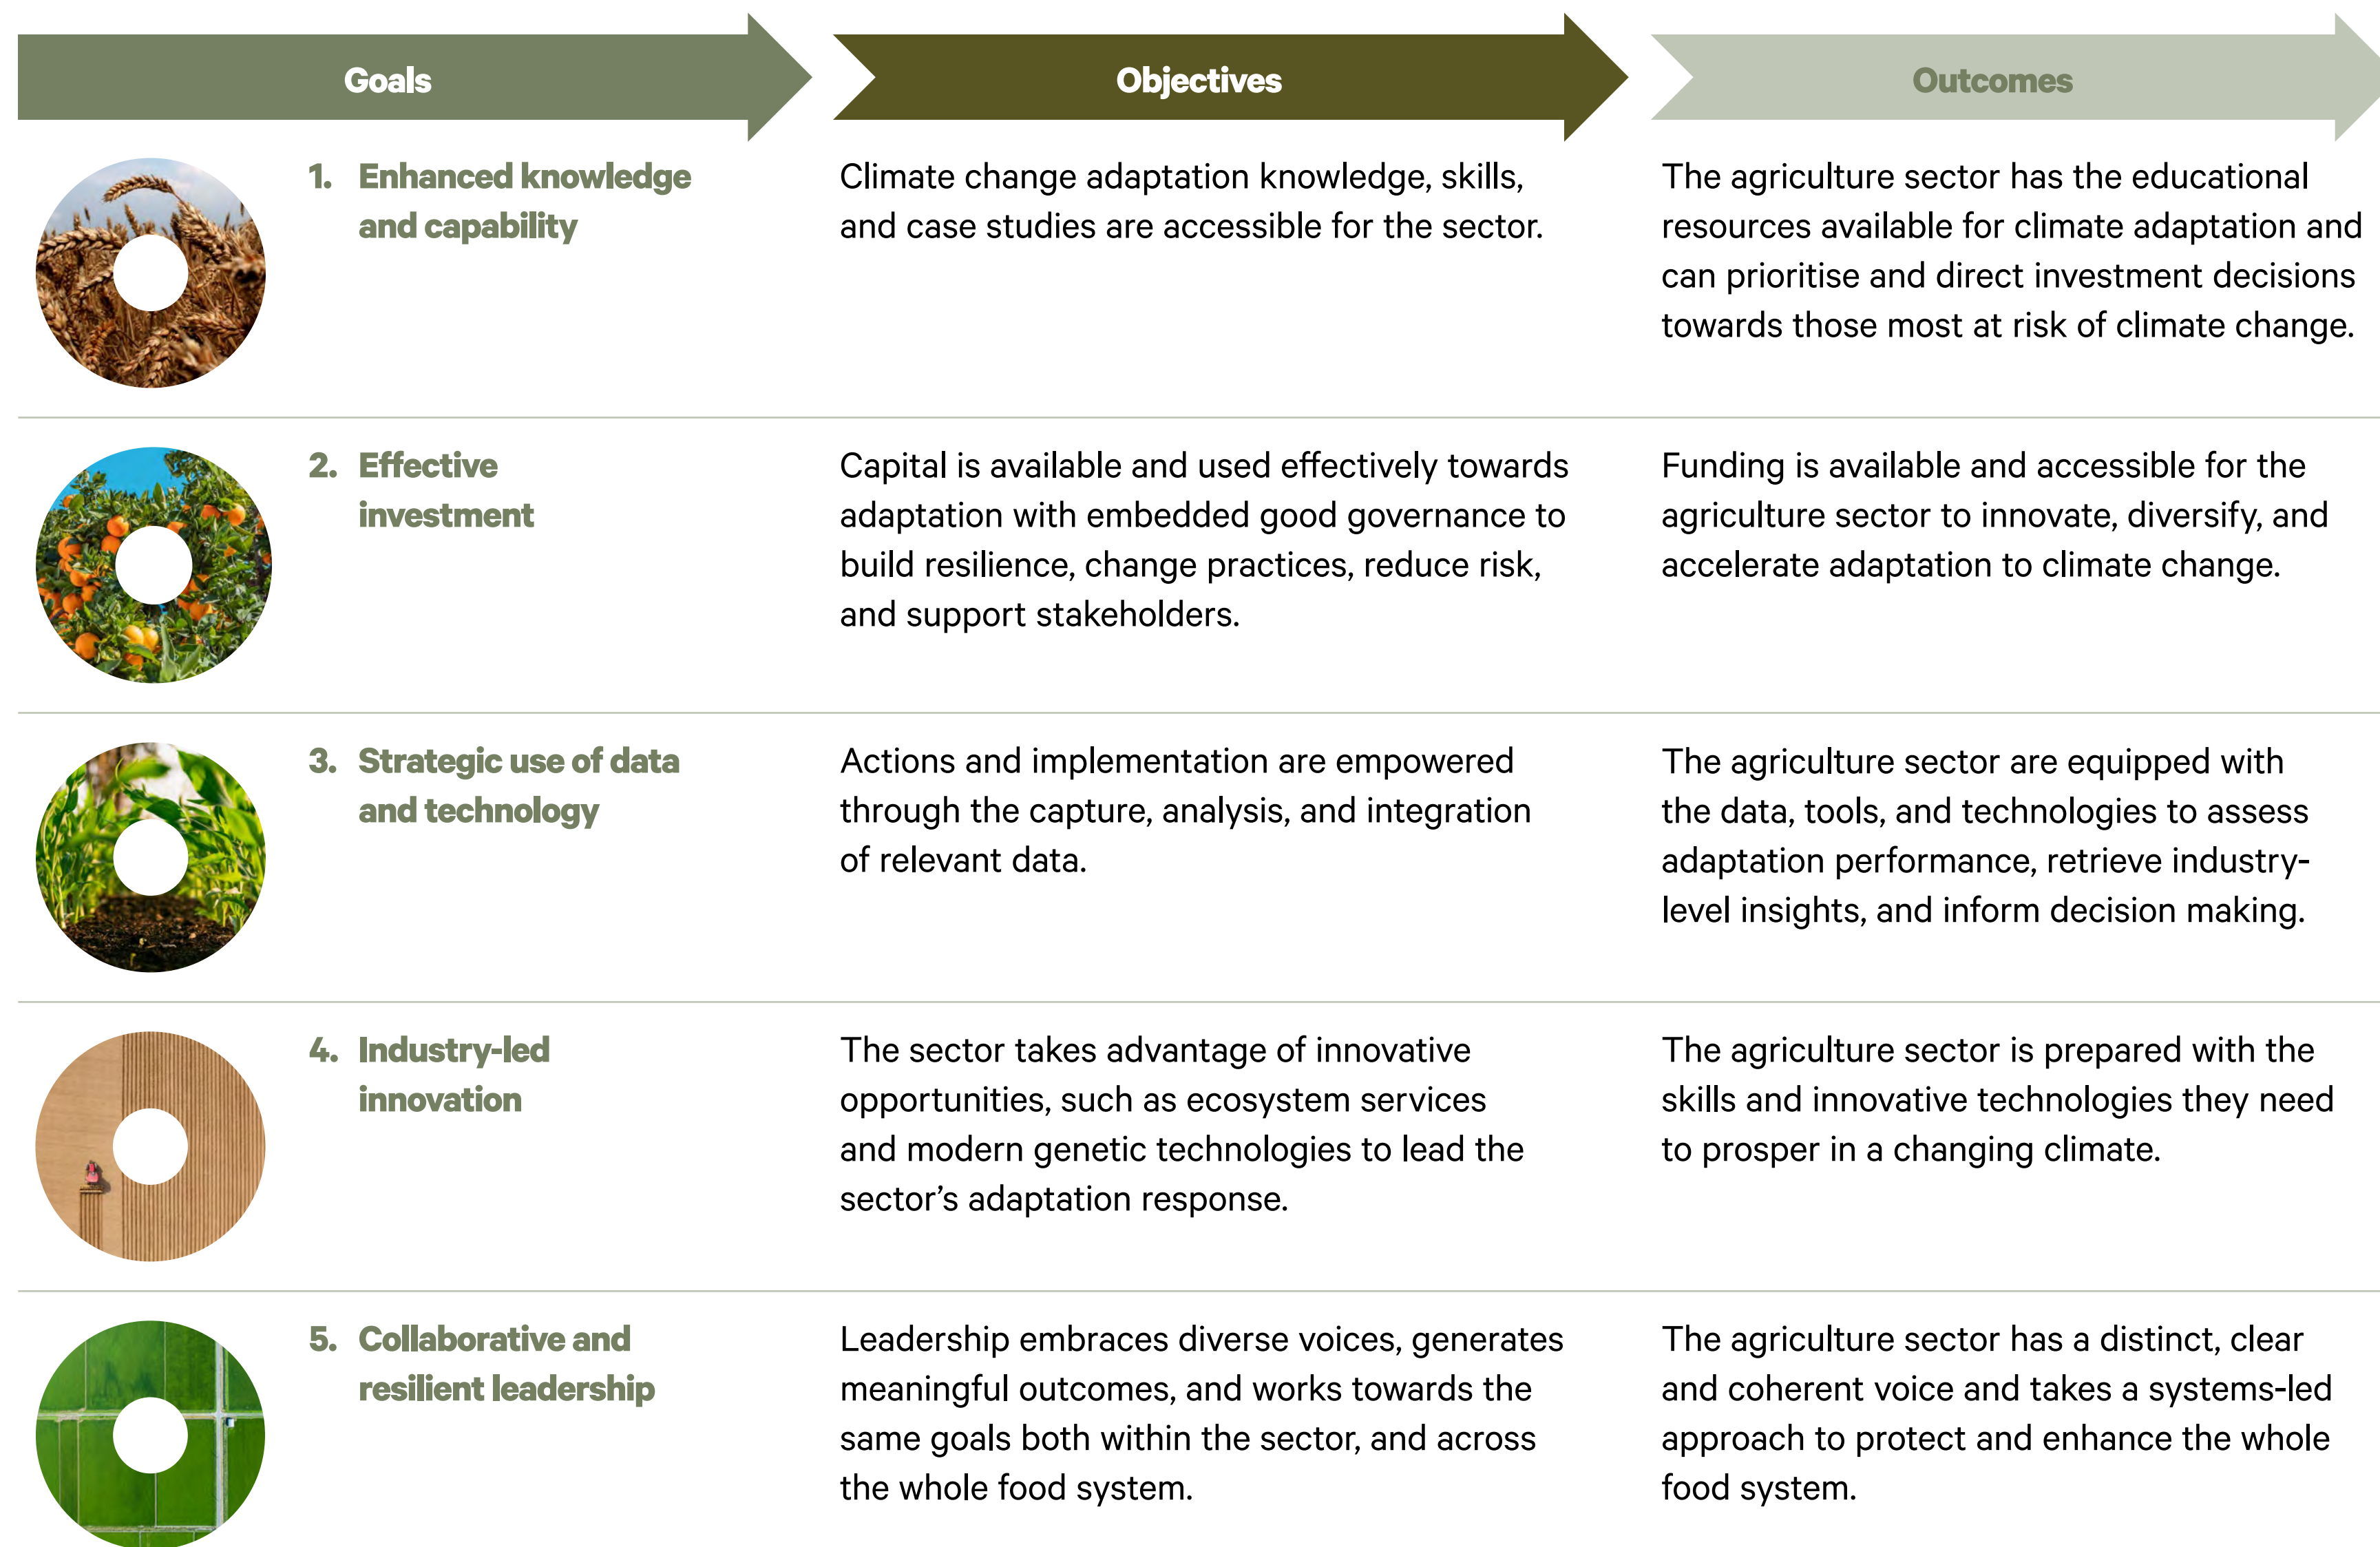 Goals
Objectives
Outcomes
1. Enhanced knowledge
and capability
Climate change adaptation knowledge, skills,
and case studies are accessible for the sector.
The agriculture sector has the educational
resources available for climate adaptation and
can prioritise and direct investment decisions
towards those most at risk of climate change.
2. Effective
investment
Capital is available and used effectively towards
adaptation with embedded good governance to
build resilience, change practices, reduce risk,
and support stakeholders.
Funding is available and accessible for the
agriculture sector to innovate, diversify, and
accelerate adaptation to climate change.
3. Strategic use of data
and technology
Actions and implementation are empowered
through the capture, analysis, and integration
of relevant data.
The agriculture sector are equipped with
the data, tools, and technologies to assess
adaptation performance, retrieve industry-
level insights, and inform decision making.
4. Industry-led
innovation
The sector takes advantage of innovative
opportunities, such as ecosystem services
and modern genetic technologies to lead the
sector’s adaptation response.
The agriculture sector is prepared with the
skills and innovative technologies they need
to prosper in a changing climate.
5. Collaborative and
resilient leadership
Leadership embraces diverse voices, generates
meaningful outcomes, and works towards the
same goals both within the sector, and across
the whole food system.
The agriculture sector has a distinct, clear
and coherent voice and takes a systems-led
approach to protect and enhance the whole
food system.